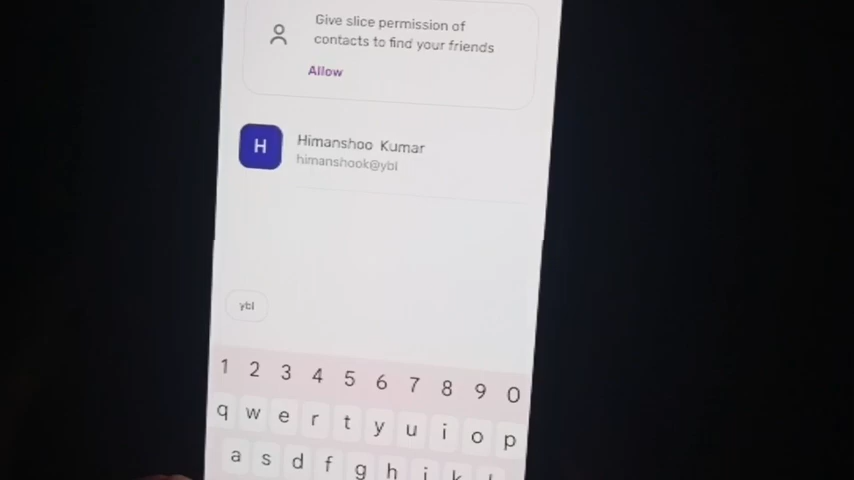 Give slice permission of
contacts to find your friends
Allow
H
Himanshoo Kumar
himanshook@ybl
ybl
1 2 3 4 5 6 7 8 9 0
q w e r t y u i o p
a s d f g h j k l